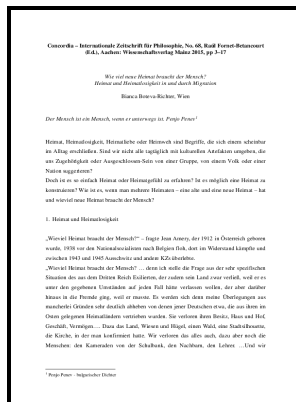 Concordia – Internationale Zeitschrift für Philosophie, No. 68, Raúl Fornet-Betancourt
(Ed.), Aachen: Wissenschaftsverlag Mainz 2015, pp 3–17
Wie viel neue Heimat braucht der Mensch?
Heimat und Heimatlosigkeit in und durch Migration
Bianca Boteva-Richter, Wien
Der Mensch ist ein Mensch, wenn er unterwegs ist. Penjo Penev¹
Heimat, Heimatlosigkeit, Heimatliebe oder Heimweh sind Begriffe, die sich einem scheinbar
im Alltag erschließen. Sind wir nicht alle tagtäglich mit kulturellen Artefakten umgeben, die
uns Zugehörigkeit oder Ausgeschlossen-Sein von einer Gruppe, von einem Volk oder einer
Nation suggerieren?
Doch ist es so einfach Heimat oder Heimatgefühl zu erfahren? Ist es möglich eine Heimat zu
konstruieren? Wie ist es, wenn man mehrere Heimaten – eine alte und eine neue Heimat – hat
und wieviel neue Heimat braucht der Mensch?
1. Heimat und Heimatlosigkeit
„Wieviel Heimat braucht der Mensch?“ – fragte Jean Amery, der 1912 in Österreich geboren
wurde, 1938 vor den Nationalsozialisten nach Belgien floh, dort im Widerstand kämpfte und
zwischen 1943 und 1945 Auschwitz und andere KZs überlebte.
„Wieviel Heimat braucht der Mensch? … denn ich stelle die Frage aus der sehr spezifischen
Situation des aus dem Dritten Reich Exilierten, der zudem sein Land zwar verließ, weil er es
unter den gegebenen Umständen auf jeden Fall hätte verlassen wollen, der aber darüber
hinaus in die Fremde ging, weil er musste. Es werden sich denn meine Überlegungen aus
mancherlei Gründen sehr deutlich abheben von denen jener Deutschen etwa, die aus ihren im
Osten gelegenen Heimatländern vertrieben wurden. Sie verloren ihren Besitz, Haus und Hof,
Geschäft, Vermögen… Dazu das Land, Wiesen und Hügel, einen Wald, eine Stadtsilhouette,
die Kirche, in der man konfirmiert hatte. Wir verloren das alles auch, dazu aber noch die
Menschen: den Kameraden von der Schulbank, den Nachbarn, den Lehrer. …Und wir
¹ Penjo Penev – bulgarischer Dichter